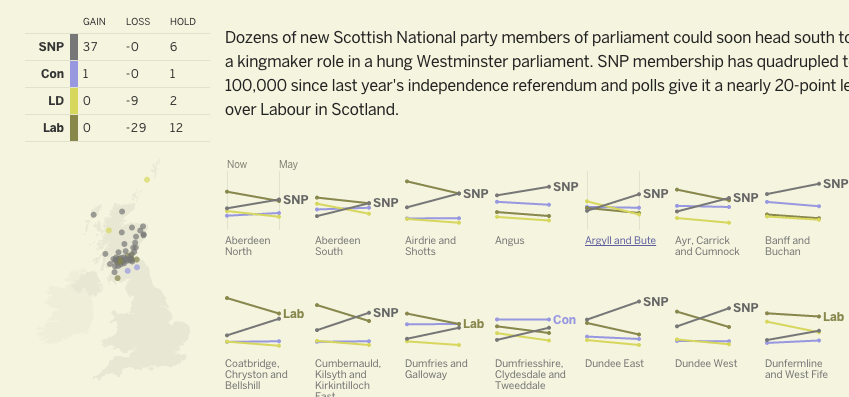 GAIN LOSS HOLD
SNP 37 -0 6
Con 1 -0 1
LD 0 -9 2
Lab 0 -29 12
Dozens of new Scottish National party members of parliament could soon head south to
a kingmaker role in a hung Westminster parliament. SNP membership has quadrupled
100,000 since last year's independence referendum and polls give it a nearly 20-point
over Labour in Scotland.
Now May
SNP SNP SNP SNP SNP SNP SNP
Aberdeen North
Aberdeen South
Airdrie and Shotts
Angus
Argyll and Bute
Ayr, Carrick and Cumnock
Banff and Buchan
Lab SNP Lab Con SNP SNP Lab
Coatbridge, Chryston and Bellshill
Cumbernauld, Kilsyth and Kirkintilloch East
Dumfries and Galloway
Dumfriesshire, Clydesdale and Tweeddale
Dundee East
Dundee West
Dunfermline and West Fife